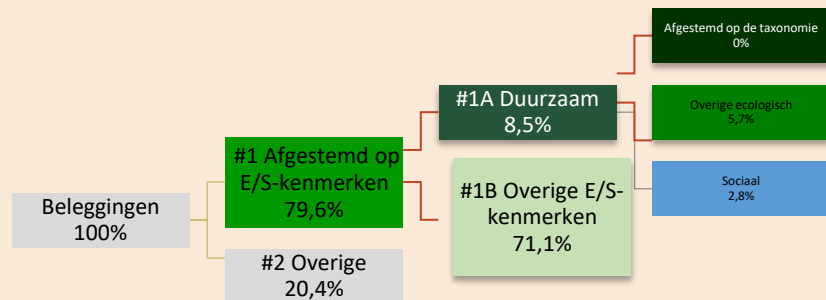 Beleggingen
100%
#1 Afgestemd op
E/S-kenmerken
79,6%
#2 Overige
20,4%
#1A Duurzaam
8,5%
#1B Overige E/S-
kenmerken
71,1%
Afgestemd op de taxonomie
0%
Overige ecologisch
5,7%
Sociaal
2,8%